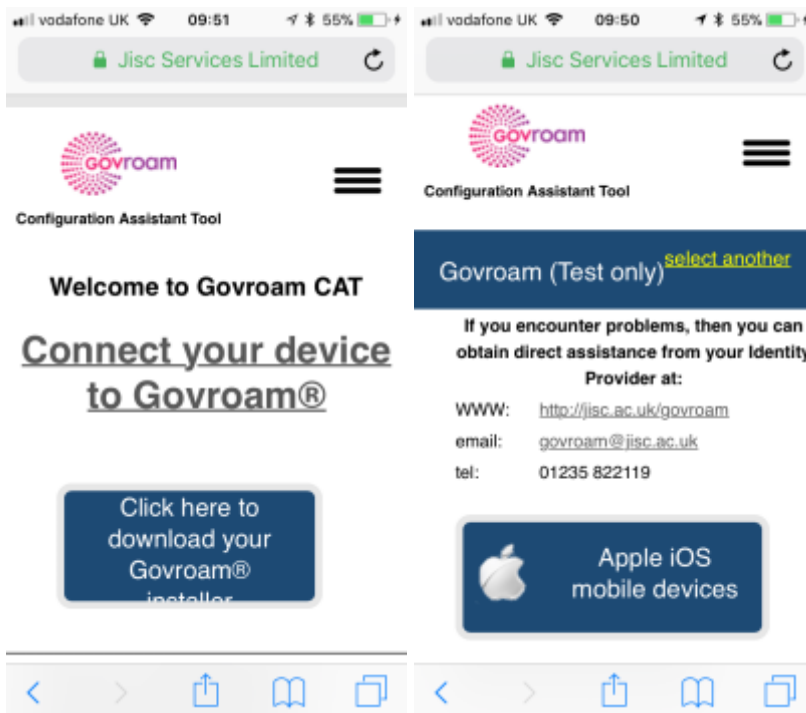 vodafone UK 09:51 55%
Jisc Services Limited
govroam
Configuration Assistant Tool
Welcome to Govroam CAT
Connect your device
to Govroam®
Click here to
download your
Govroam®
installer
vodafone UK 09:50 55%
Jisc Services Limited
govroam
Configuration Assistant Tool
Govroam (Test only) select another
If you encounter problems, then you can
obtain direct assistance from your Identity
Provider at:
WWW: http://jisc.ac.uk/govroam
email: govroam@jisc.ac.uk
tel: 01235 822119
Apple iOS
mobile devices